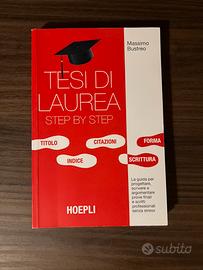 Massimo
Bustreo
TESI DI
LAUREA
STEP BY STEP
TITOLO
CITAZIONI
FORMA
INDICE
SCRITTURA
La guida per
progettare,
scrivere e
argomentare
prove finali
e scritti
professionali
senza stress
HOEPLI
subito